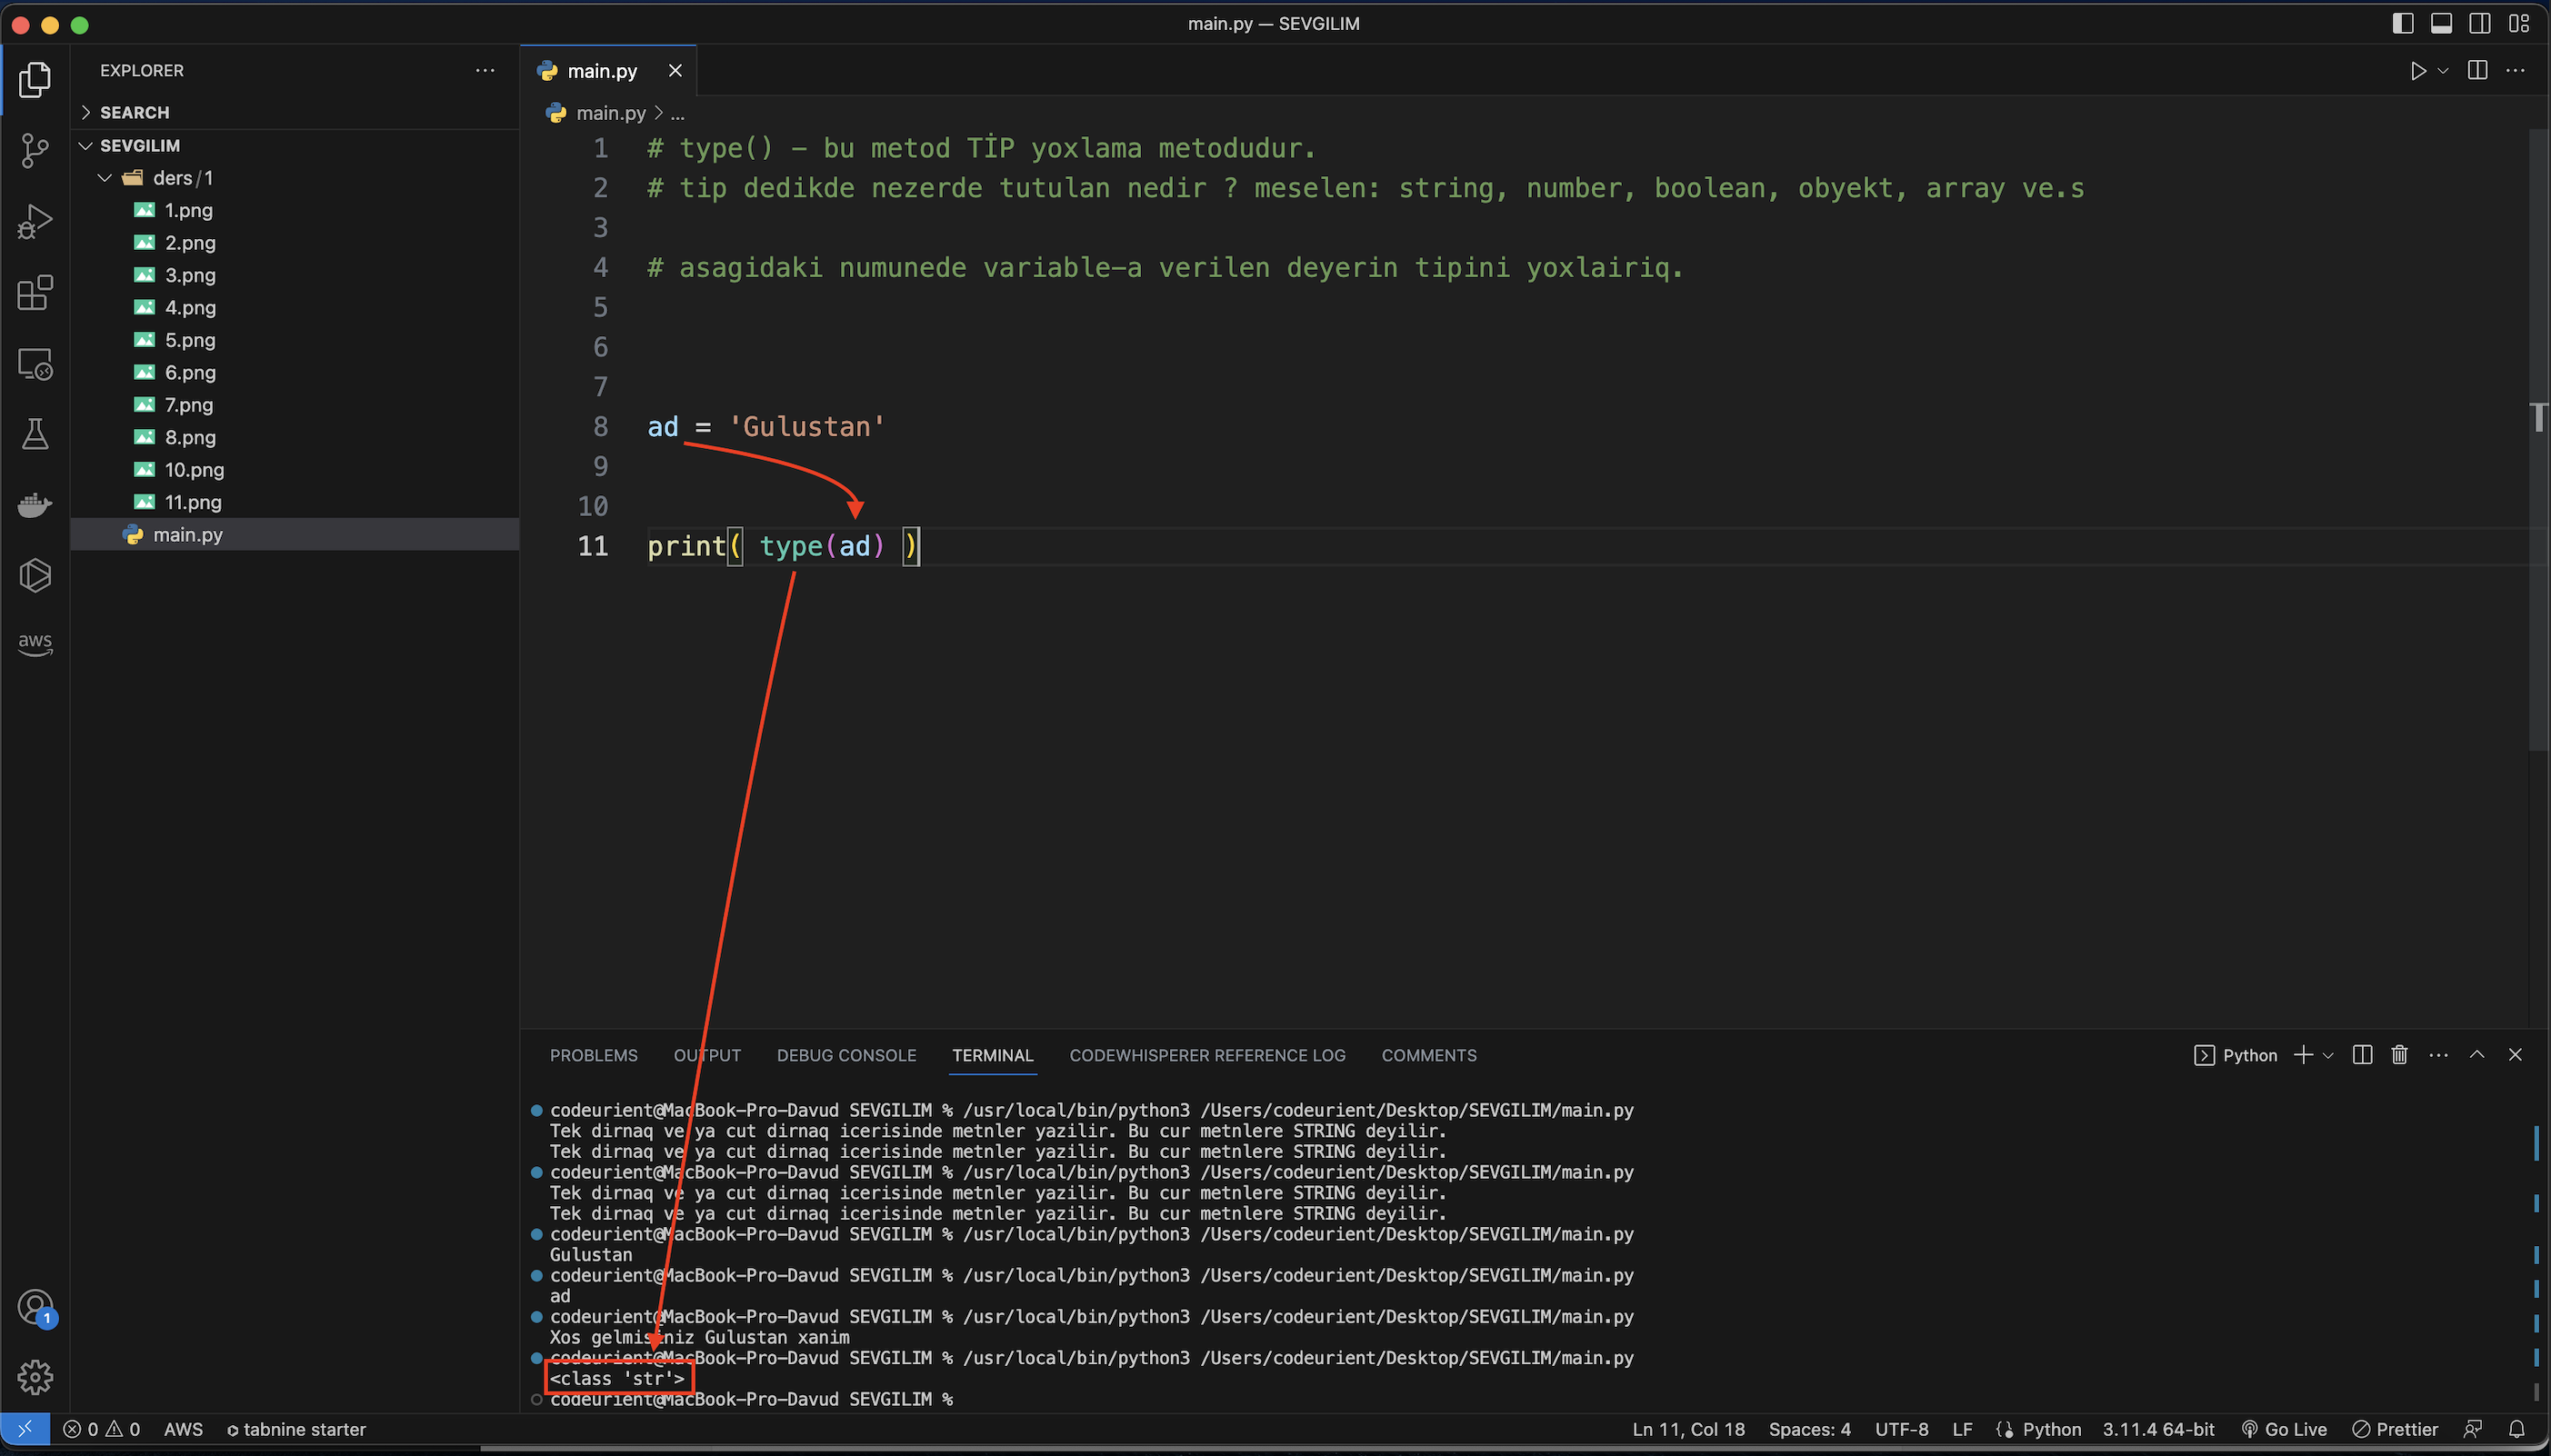 main.py — SEVGILIM
EXPLORER
SEARCH
SEVGILIM
ders/1
1.png
2.png
3.png
4.png
5.png
6.png
7.png
8.png
10.png
11.png
main.py
aws
1
main.py
main.py > ...
1 # type() - bu metod TİP yoxlama metodudur.
2 # tip dedikde nezerde tutulan nedir ? meselen: string, number, boolean, obyekt, array ve.s
3
4 # asagidaki numunede variable-a verilen deyerin tipini yoxlairiq.
5
6
7
8 ad = 'Gulustan'
9
10
11 print( type(ad) )
PROBLEMS OUTPUT DEBUG CONSOLE TERMINAL CODEWHISPERER REFERENCE LOG COMMENTS
Python
codeurient@MacBook-Pro-Davud SEVGILIM % /usr/local/bin/python3 /Users/codeurient/Desktop/SEVGILIM/main.py
Tek dirnaq ve ya cut dirnaq icerisinde metnler yazilir. Bu cur metnlere STRING deyilir.
Tek dirnaq ve ya cut dirnaq icerisinde metnler yazilir. Bu cur metnlere STRING deyilir.
codeurient@MacBook-Pro-Davud SEVGILIM % /usr/local/bin/python3 /Users/codeurient/Desktop/SEVGILIM/main.py
Tek dirnaq ve ya cut dirnaq icerisinde metnler yazilir. Bu cur metnlere STRING deyilir.
Tek dirnaq ve ya cut dirnaq icerisinde metnler yazilir. Bu cur metnlere STRING deyilir.
codeurient@MacBook-Pro-Davud SEVGILIM % /usr/local/bin/python3 /Users/codeurient/Desktop/SEVGILIM/main.py
Gulustan
codeurient@MacBook-Pro-Davud SEVGILIM % /usr/local/bin/python3 /Users/codeurient/Desktop/SEVGILIM/main.py
ad
codeurient@MacBook-Pro-Davud SEVGILIM % /usr/local/bin/python3 /Users/codeurient/Desktop/SEVGILIM/main.py
Xos gelmisiniz Gulustan xanim
codeurient@MacBook-Pro-Davud SEVGILIM % /usr/local/bin/python3 /Users/codeurient/Desktop/SEVGILIM/main.py
<class 'str'>
codeurient@MacBook-Pro-Davud SEVGILIM %
0 0 AWS tabnine starter Ln 11, Col 18 Spaces: 4 UTF-8 LF Python 3.11.4 64-bit Go Live Prettier